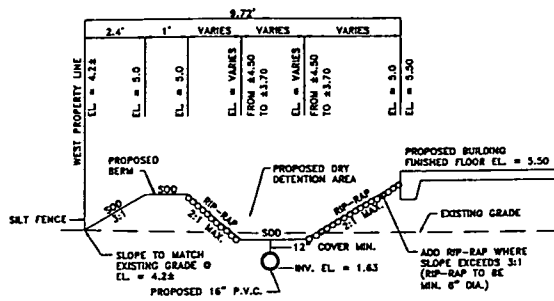 9.72'
2.4'
1'
VARIES
VARIES
VARIES
WEST PROPERTY LINE
EL. = 4.2±
EL. = 5.0
EL. = 5.0
EL. = VARIES
FROM ±4.50
TO ±3.70
EL. = VARIES
FROM ±4.50
TO ±3.70
EL. = 5.0
EL. = 5.50
PROPOSED
BERM
PROPOSED DRY
DETENTION AREA
PROPOSED BUILDING
FINISHED FLOOR EL. = 5.50
SILT FENCE
SOD
3:1
SOD
RIP-RAP
2:1
MAX.
SOD
RIP-RAP
2:1
MAX.
EXISTING GRADE
12" COVER MIN.
SLOPE TO MATCH
EXISTING GRADE @
EL. = 4.2±
INV. EL. = 1.63
PROPOSED 16" P.V.C.
ADD RIP-RAP WHERE
SLOPE EXCEEDS 3:1
(RIP-RAP TO BE
MIN. 6" DIA.)